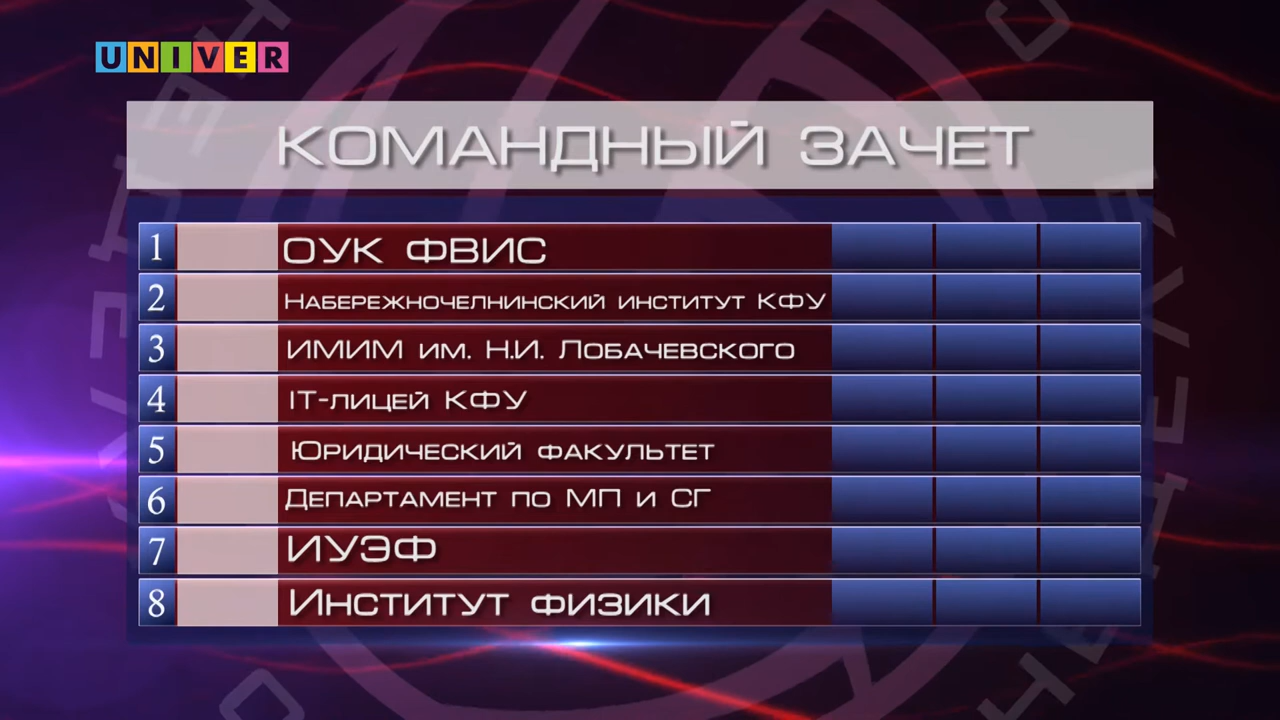 UNIVER
КОМАНДНЫЙ ЗАЧЕТ
1 ОУК ФВИС
2 Набережночелнинский институт КФУ
3 ИМИМ им. Н.И. Лобачевского
4 IT-лицей КФУ
5 Юридический факультет
6 Департамент по МП и СГ
7 ИУЭФ
8 Институт физики